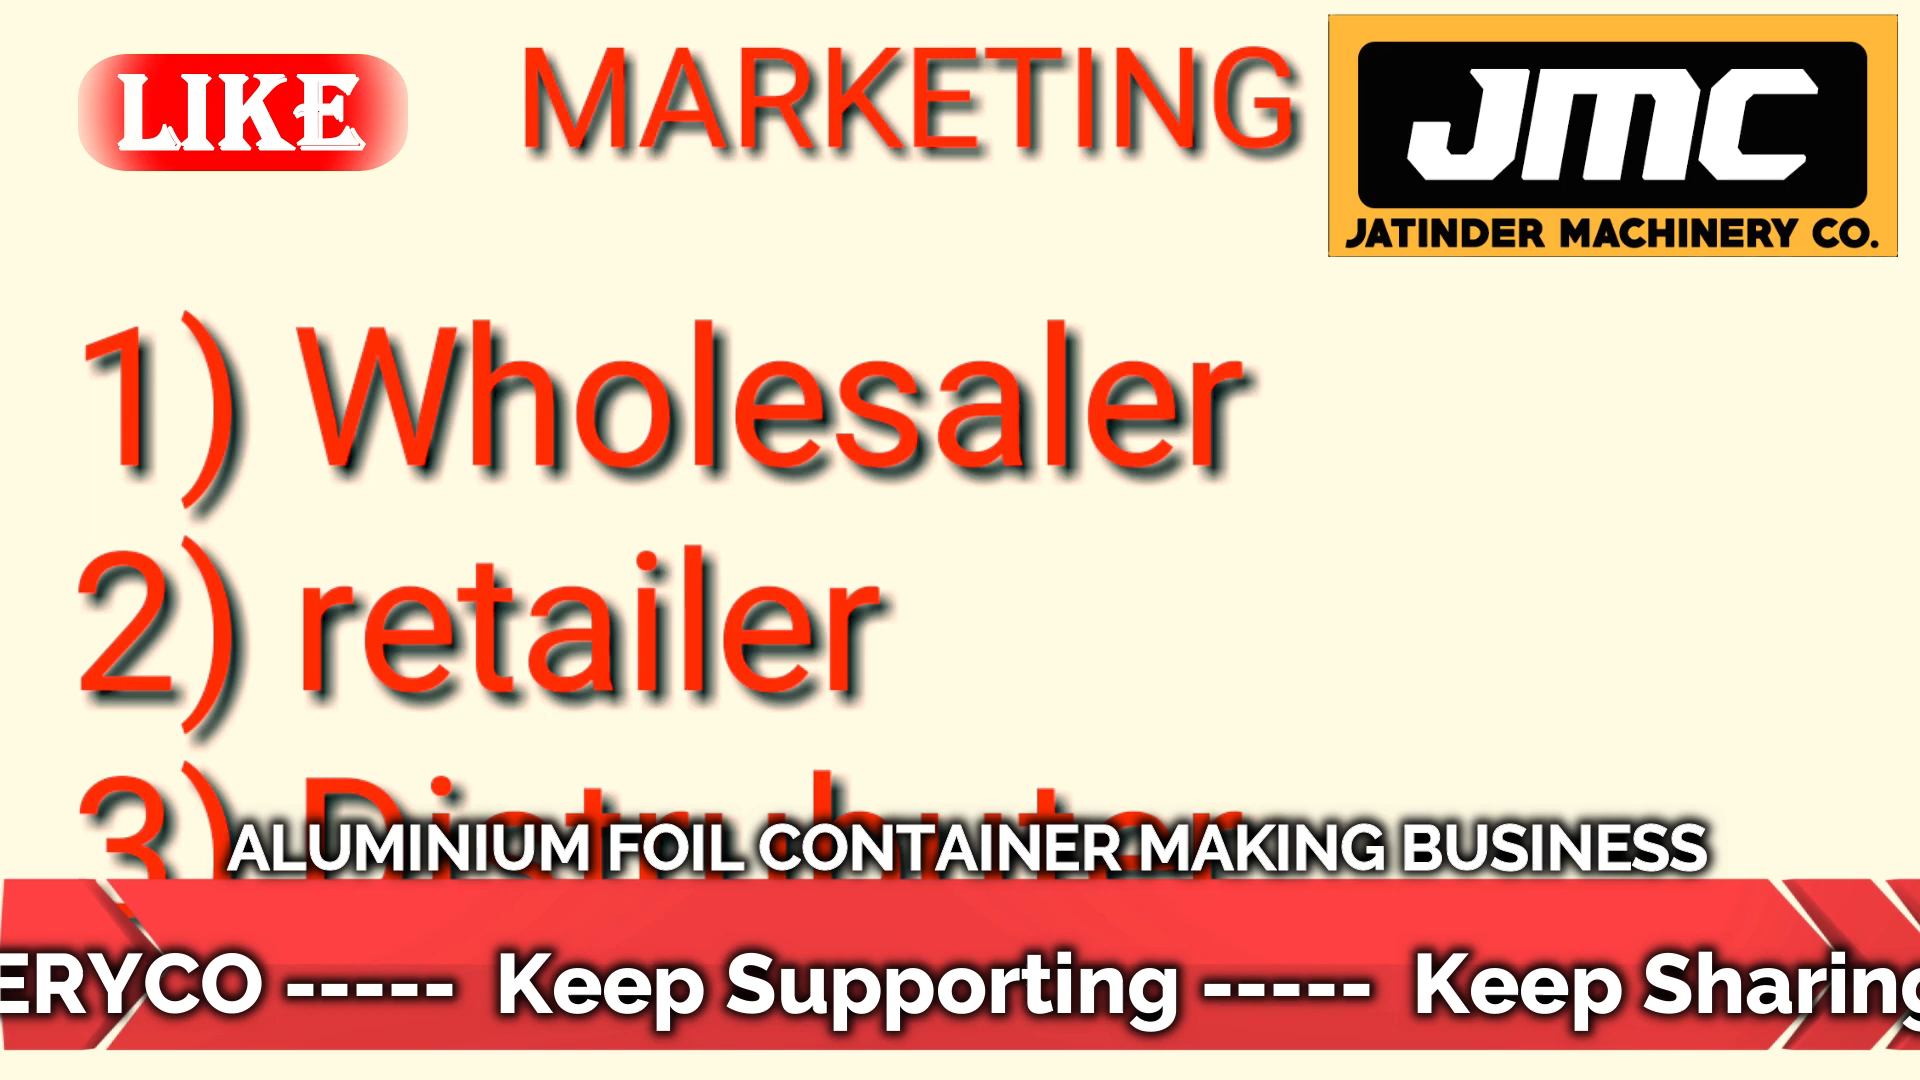 LIKE
MARKETING
JMC
JATINDER MACHINERY CO.
1) Wholesaler
2) retailer
3) Distrubuter
ALUMINIUM FOIL CONTAINER MAKING BUSINESS
ERYCO ----- Keep Supporting ----- Keep Sharing